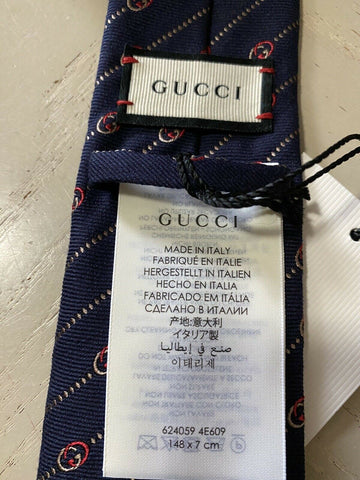 GUCCI
GUCCI
MADE IN ITALY
FABRIQUÉ EN ITALIE
HERGESTELLT IN ITALIEN
HECHO EN ITALIA
FABRICADO EM ITÁLIA
СДЕЛАНО В ИТАЛИИ
产地:意大利
イタリア製
صنع في إيطاليا
이태리제
624059 4E609
148 x 7 cm